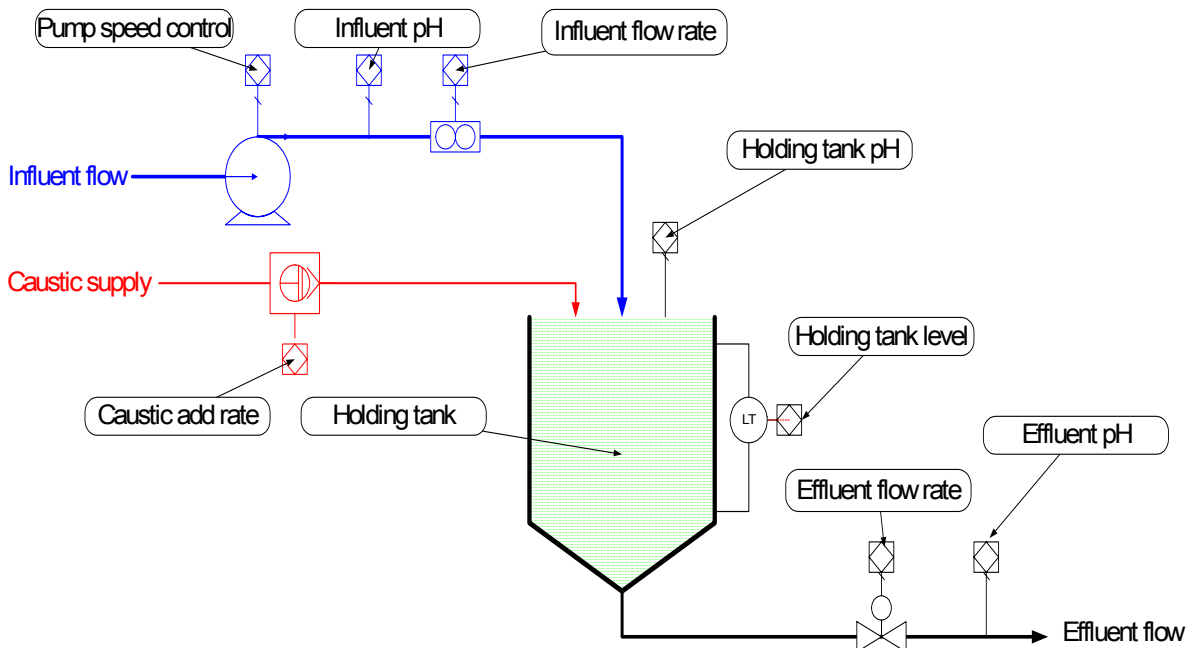 Pump speed control
Influent pH
Influent flow rate
Holding tank pH
Influent flow
Caustic supply
Holding tank level
Caustic add rate
Holding tank
LT
Effluent pH
Effluent flow rate
Effluent flow